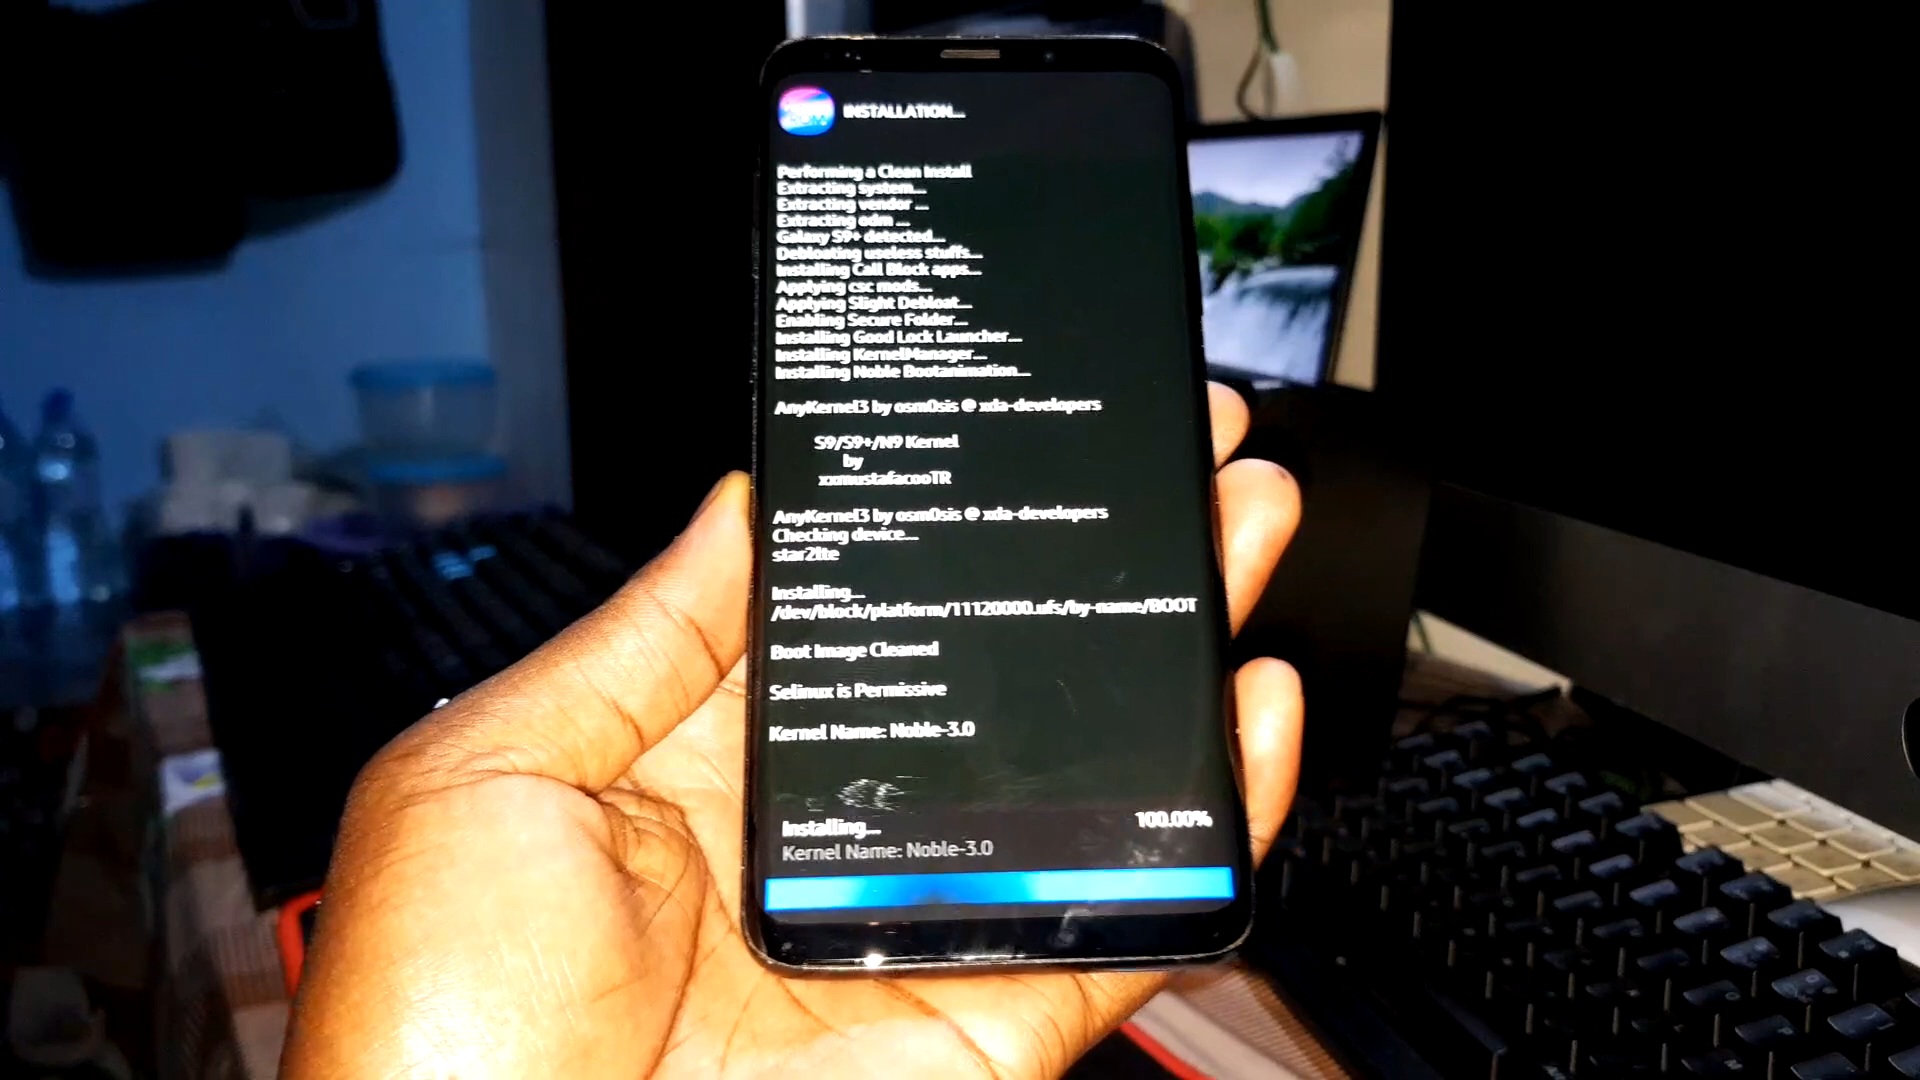 INSTALLATION...
Performing a Clean Install
Extracting system...
Extracting vendor ...
Extracting odm ...
Galaxy S9+ detected...
Debloating useless stuffs...
Installing Call Block apps...
Applying csc mods...
Applying Slight Debloat...
Enabling Secure Folder...
Installing Good Lock Launcher...
Installing KernelManager...
Installing Noble Bootanimation...
AnyKernel3 by osm0sis @ xda-developers
S9/S9+/N9 Kernel
by
xxmustafacooTR
AnyKernel3 by osm0sis @ xda-developers
Checking device...
star2lte
Installing...
/dev/block/platform/11120000.ufs/by-name/BOOT
Boot Image Cleaned
Selinux is Permissive
Kernel Name: Noble-3.0
Installing...
100.00%
Kernel Name: Noble-3.0